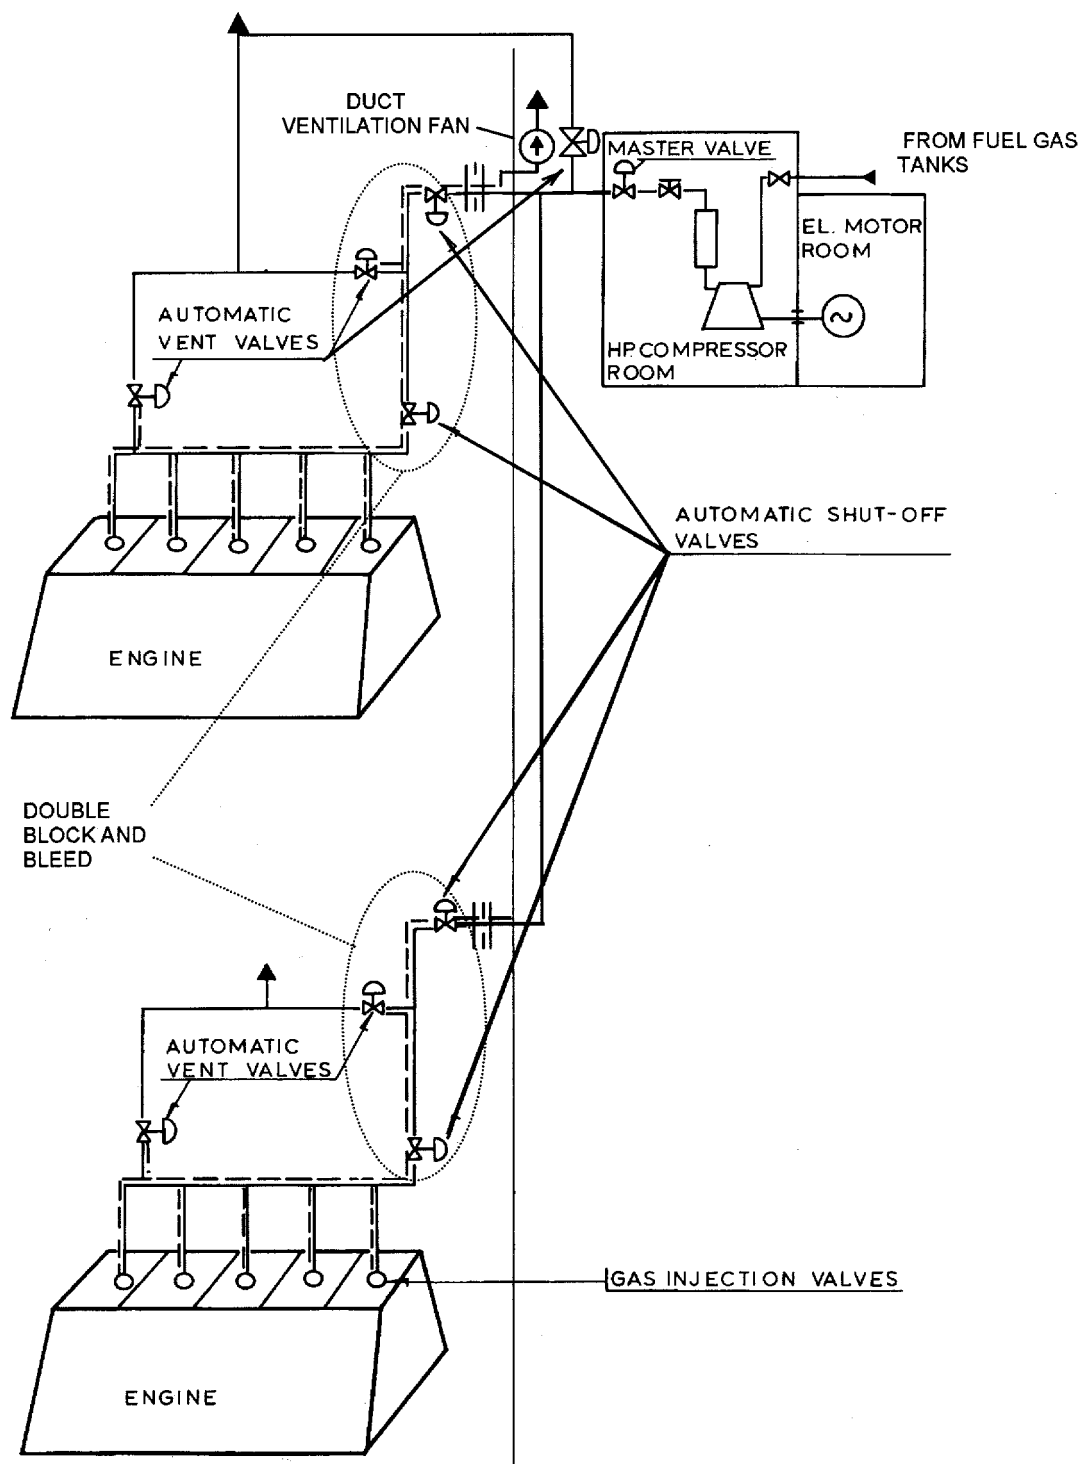 DUCT
VENTILATION FAN
MASTER VALVE
FROM FUEL GAS
TANKS
EL. MOTOR
ROOM
AUTOMATIC
VENT VALVES
HP.COMPRESSOR
ROOM
AUTOMATIC SHUT-OFF
VALVES
ENGINE
DOUBLE
BLOCK AND
BLEED
AUTOMATIC
VENT VALVES
GAS INJECTION VALVES
ENGINE